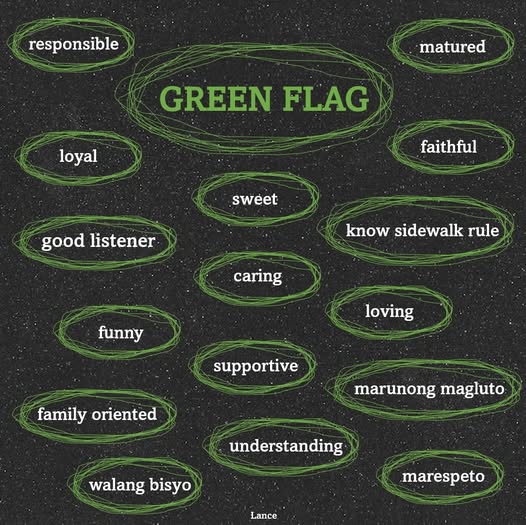 responsible
matured
GREEN FLAG
loyal
faithful
sweet
good listener
know sidewalk rule
caring
loving
funny
supportive
marunong magluto
family oriented
understanding
walang bisyo
marespeto
Lance